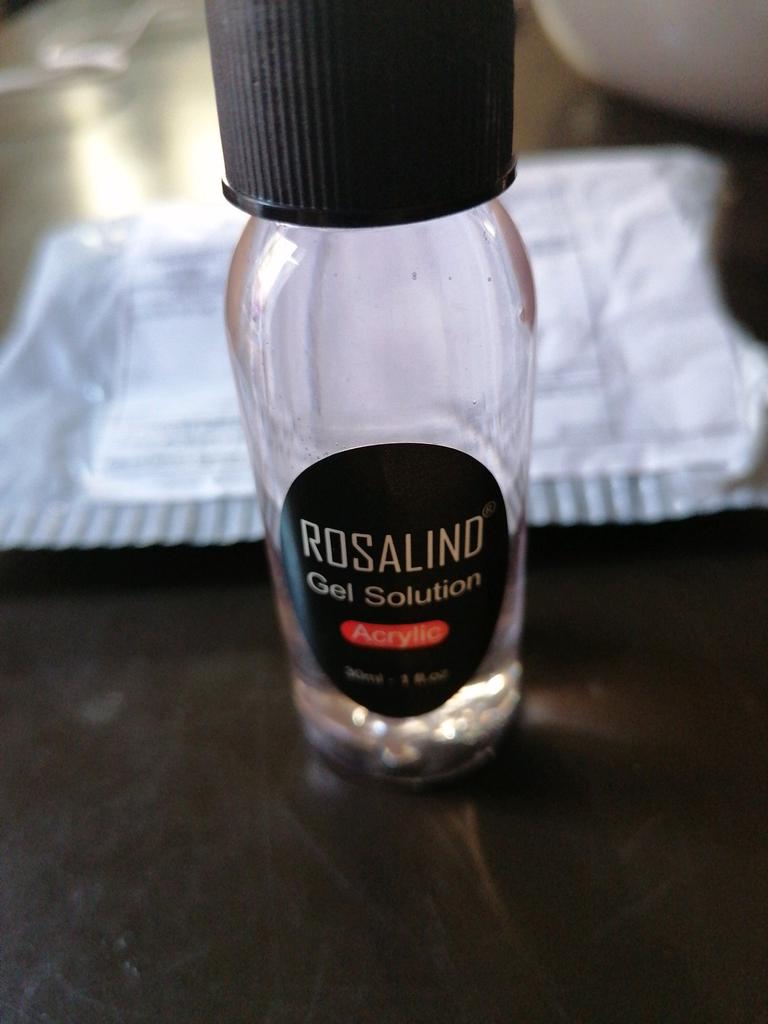 ROSALIND®
Gel Solution
Acrylic
30ml - 1 fl.oz